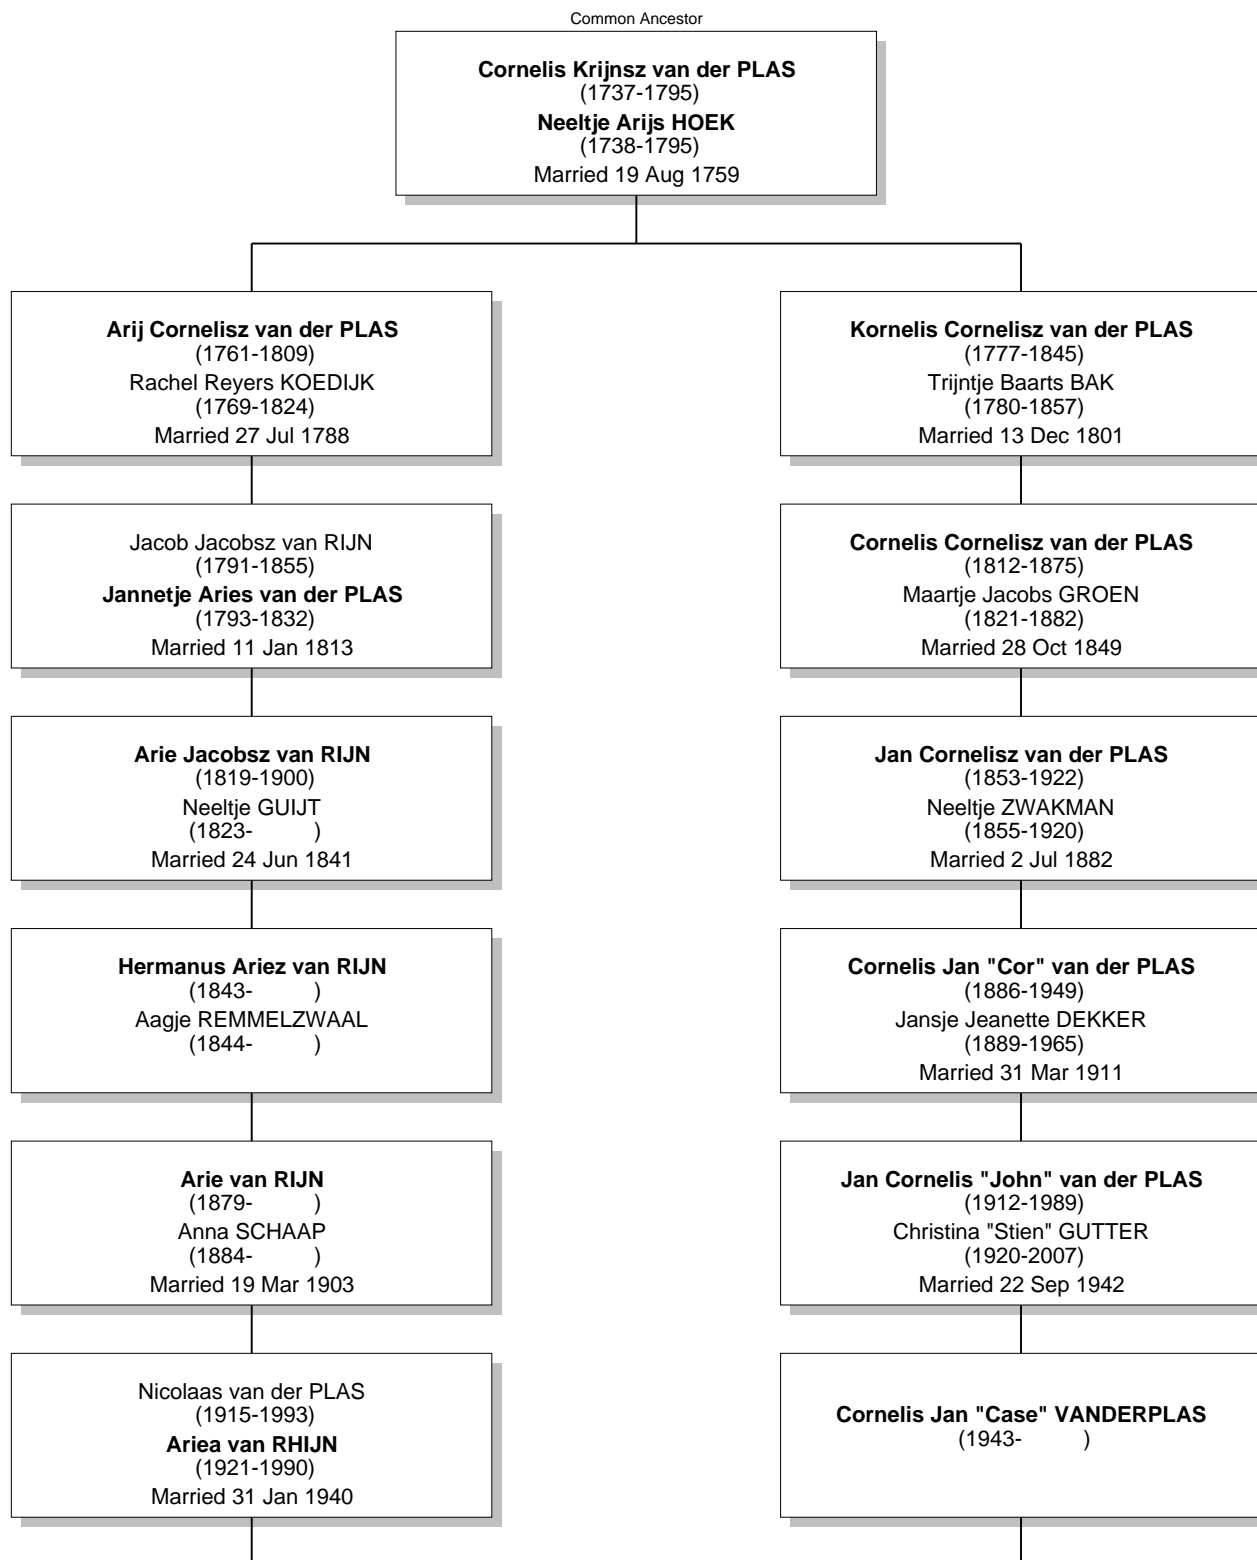 Common Ancestor
Cornelis Krijnsz van der PLAS
(1737-1795)
Neeltje Arijs HOEK
(1738-1795)
Married 19 Aug 1759
Arij Cornelisz van der PLAS
(1761-1809)
Rachel Reyers KOEDIJK
(1769-1824)
Married 27 Jul 1788
Kornelis Cornelisz van der PLAS
(1777-1845)
Trijntje Baarts BAK
(1780-1857)
Married 13 Dec 1801
Jacob Jacobsz van RIJN
(1791-1855)
Jannetje Aries van der PLAS
(1793-1832)
Married 11 Jan 1813
Cornelis Cornelisz van der PLAS
(1812-1875)
Maartje Jacobs GROEN
(1821-1882)
Married 28 Oct 1849
Arie Jacobsz van RIJN
(1819-1900)
Neeltje GUIJT
(1823- )
Married 24 Jun 1841
Jan Cornelisz van der PLAS
(1853-1922)
Neeltje ZWAKMAN
(1855-1920)
Married 2 Jul 1882
Hermanus Ariez van RIJN
(1843- )
Aagje REMMELZWAAL
(1844- )
Cornelis Jan "Cor" van der PLAS
(1886-1949)
Jansje Jeanette DEKKER
(1889-1965)
Married 31 Mar 1911
Arie van RIJN
(1879- )
Anna SCHAAP
(1884- )
Married 19 Mar 1903
Jan Cornelis "John" van der PLAS
(1912-1989)
Christina "Stien" GUTTER
(1920-2007)
Married 22 Sep 1942
Nicolaas van der PLAS
(1915-1993)
Ariea van RHIJN
(1921-1990)
Married 31 Jan 1940
Cornelis Jan "Case" VANDERPLAS
(1943- )